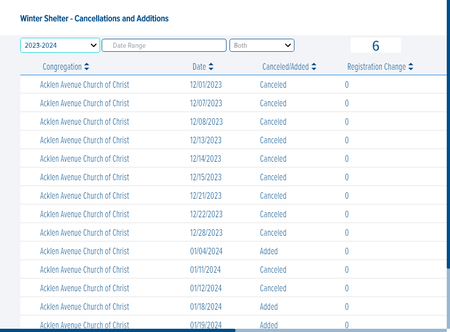 Winter Shelter - Cancellations and Additions
2023-2024 Date Range Both 6
Congregation Date Canceled/Added Registration Change
Acklen Avenue Church of Christ 12/01/2023 Canceled 0
Acklen Avenue Church of Christ 12/07/2023 Canceled 0
Acklen Avenue Church of Christ 12/08/2023 Canceled 0
Acklen Avenue Church of Christ 12/13/2023 Canceled 0
Acklen Avenue Church of Christ 12/14/2023 Canceled 0
Acklen Avenue Church of Christ 12/15/2023 Canceled 0
Acklen Avenue Church of Christ 12/21/2023 Canceled 0
Acklen Avenue Church of Christ 12/22/2023 Canceled 0
Acklen Avenue Church of Christ 12/28/2023 Canceled 0
Acklen Avenue Church of Christ 01/04/2024 Added 0
Acklen Avenue Church of Christ 01/11/2024 Canceled 0
Acklen Avenue Church of Christ 01/12/2024 Canceled 0
Acklen Avenue Church of Christ 01/18/2024 Added 0
Acklen Avenue Church of Christ 01/19/2024 Added 0